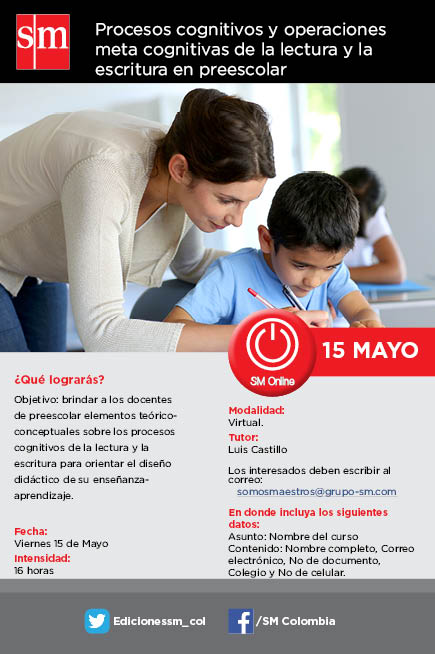 sm
Procesos cognitivos y operaciones
meta cognitivas de la lectura y la
escritura en preescolar
SM Online
15 MAYO
¿Qué lograrás?
Objetivo: brindar a los docentes
de preescolar elementos teórico-
conceptuales sobre los procesos
cognitivos de la lectura y la
escritura para orientar el diseño
didáctico de su enseñanza-
aprendizaje.
Fecha:
Viernes 15 de Mayo
Intensidad:
16 horas
Modalidad:
Virtual.
Tutor:
Luis Castillo
Los interesados deben escribir al
correo:
somosmaestros@grupo-sm.com
En donde incluya los siguientes
datos:
Asunto: Nombre del curso
Contenido: Nombre completo, Correo
electrónico, No de documento,
Colegio y No de celular.
Edicionessm_col
f /SM Colombia